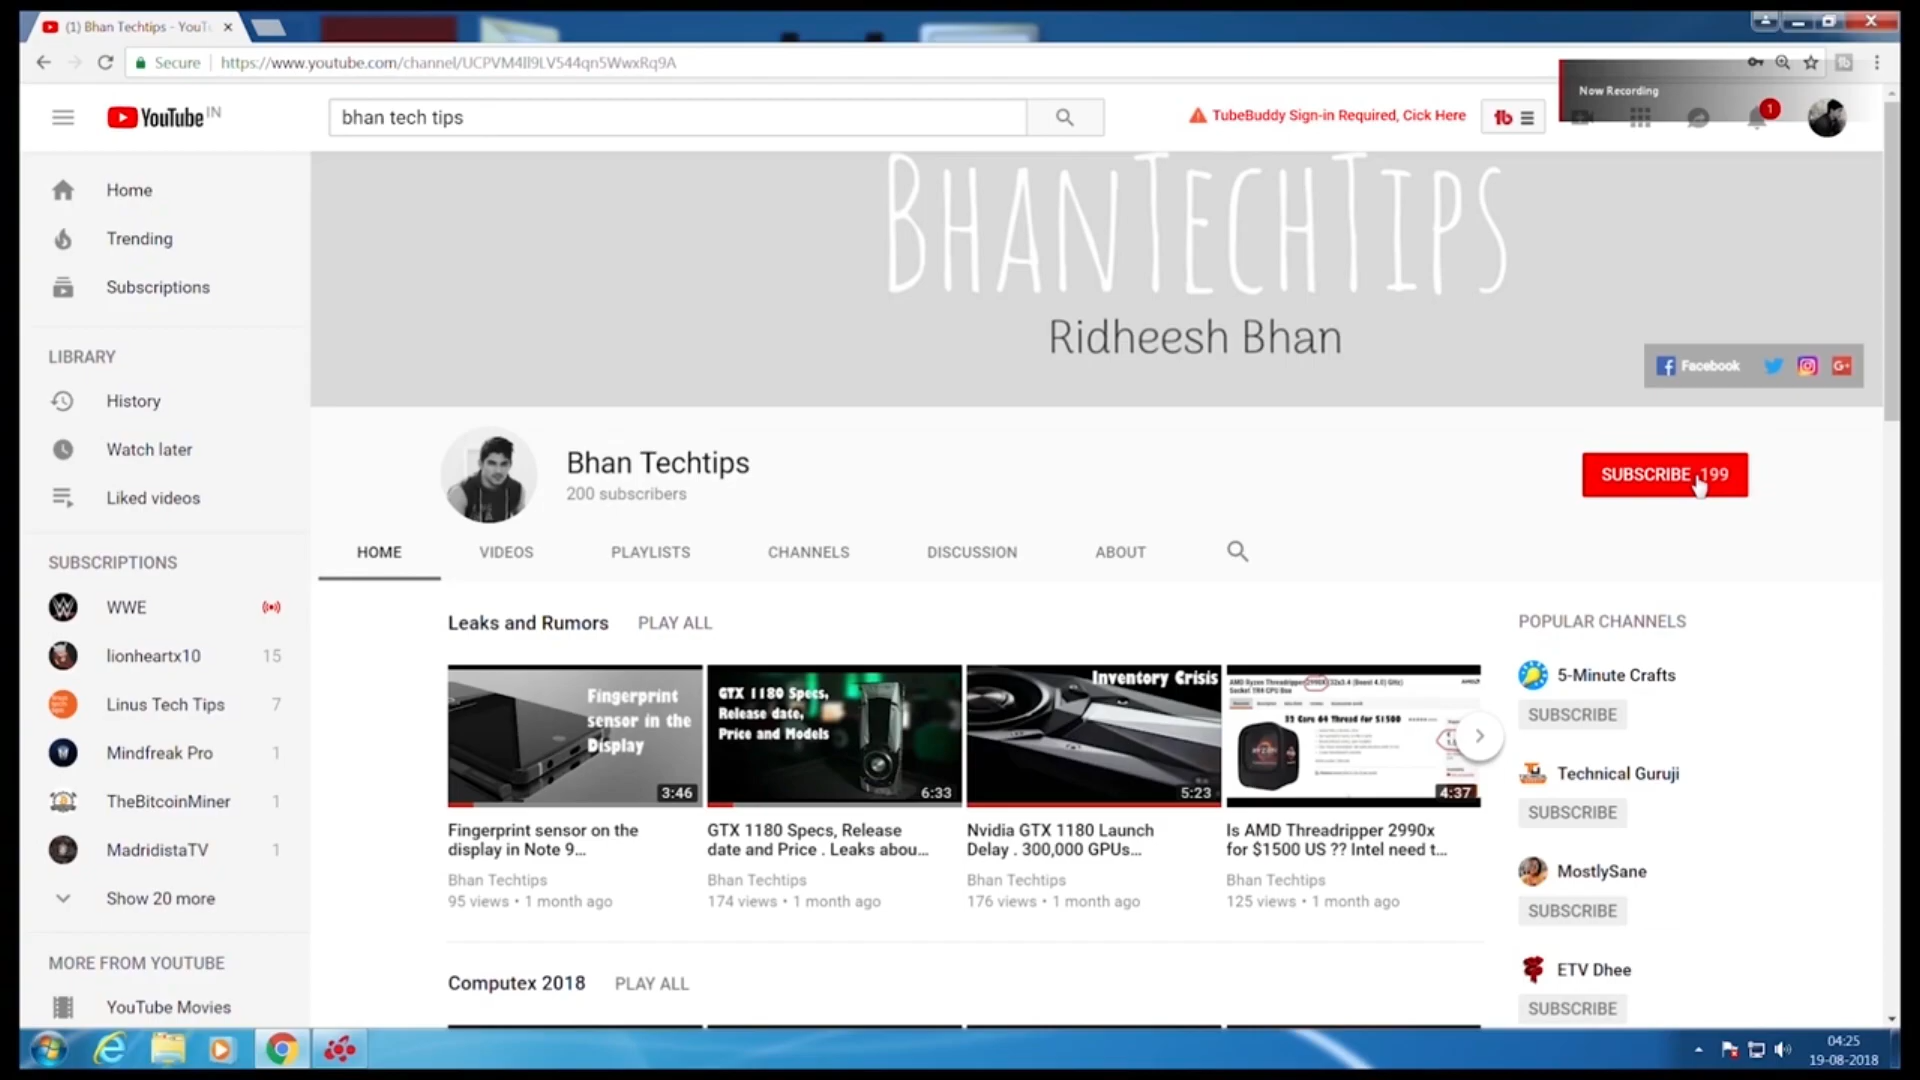 (1) Bhan Techtips - YouT
Secure
https://www.youtube.com/channel/UCPVM4Il9LV544qn5WwxRq9A
Now Recording
YouTube IN
bhan tech tips
TubeBuddy Sign-in Required, Cick Here
tb
1
Home
Trending
Subscriptions
LIBRARY
History
Watch later
Liked videos
SUBSCRIPTIONS
WWE
lionheartx10 15
Linus Tech Tips 7
Mindfreak Pro 1
TheBitcoinMiner 1
MadridistaTV 1
Show 20 more
MORE FROM YOUTUBE
YouTube Movies
BHANTECHTIPS
Ridheesh Bhan
Facebook
G+
Bhan Techtips
200 subscribers
SUBSCRIBE 199
HOME VIDEOS PLAYLISTS CHANNELS DISCUSSION ABOUT
Leaks and Rumors PLAY ALL
Fingerprint
sensor in the
Display
3:46
Fingerprint sensor on the
display in Note 9...
Bhan Techtips
95 views • 1 month ago
GTX 1180 Specs,
Release date,
Price and Models
6:33
GTX 1180 Specs, Release
date and Price . Leaks abou...
Bhan Techtips
174 views • 1 month ago
Inventory Crisis
5:23
Nvidia GTX 1180 Launch
Delay . 300,000 GPUs...
Bhan Techtips
176 views • 1 month ago
32 Core 64 Thread for $1500
4:37
Is AMD Threadripper 2990x
for $1500 US ?? Intel need t...
Bhan Techtips
125 views • 1 month ago
Computex 2018 PLAY ALL
POPULAR CHANNELS
5-Minute Crafts
SUBSCRIBE
Technical Guruji
SUBSCRIBE
MostlySane
SUBSCRIBE
ETV Dhee
SUBSCRIBE
04:25
19-08-2018